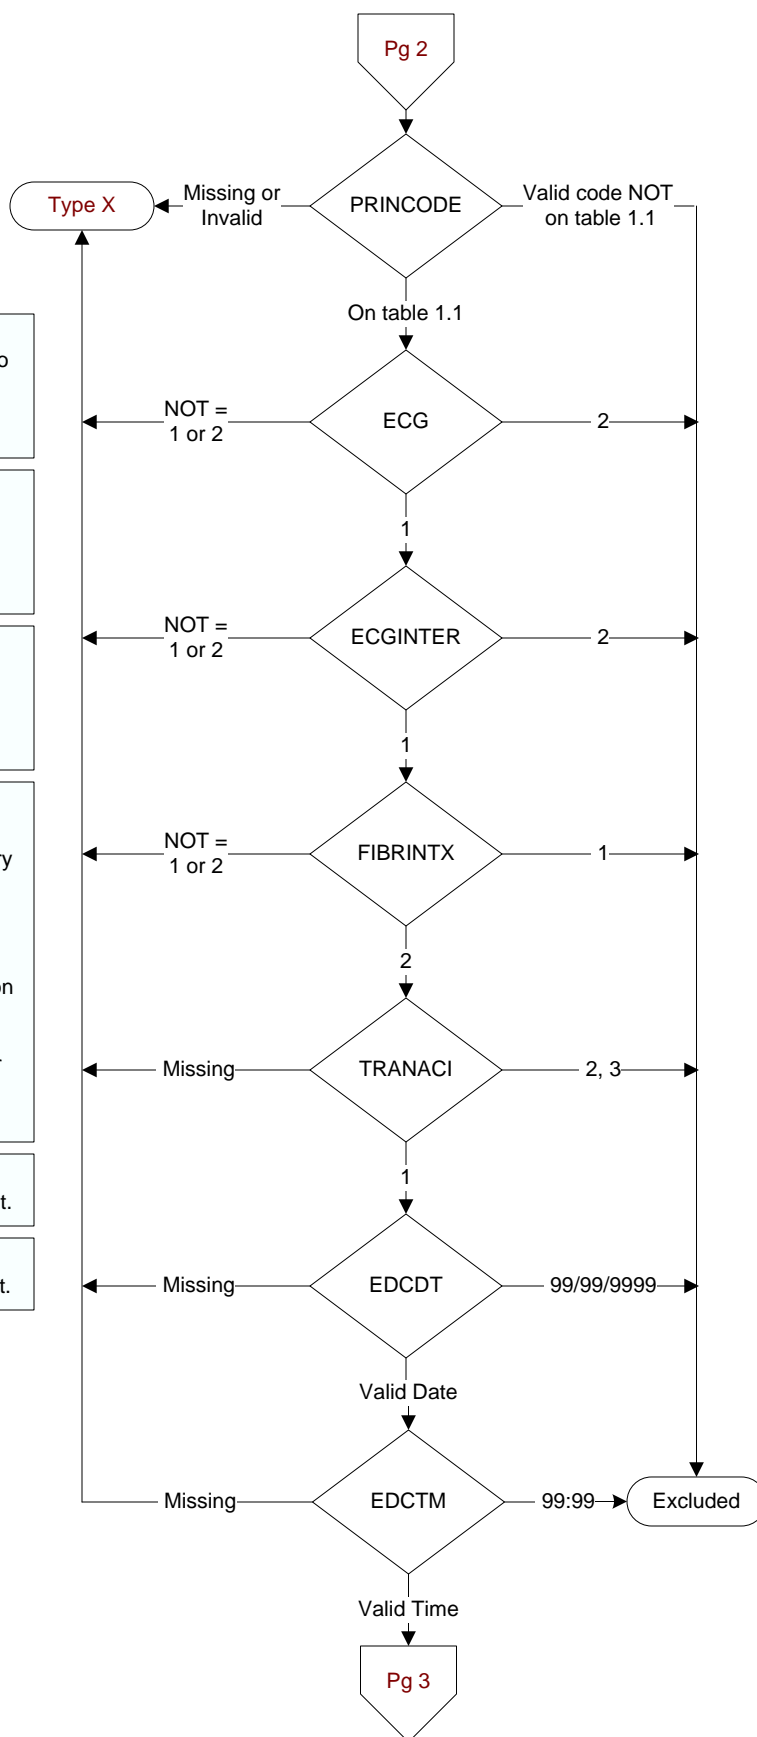 Pg 2
Type X
Missing or
Invalid
PRINCODE
Valid code NOT
on table 1.1
On table 1.1
NOT =
1 or 2
ECG
2
1
NOT =
1 or 2
ECGINTER
2
1
NOT =
1 or 2
FIBRINTX
1
2
Missing
TRANACI
2, 3
1
Missing
EDCDT
99/99/9999
Valid Date
Missing
EDCTM
99:99
Excluded
Valid Time
Pg 3
t.
t.